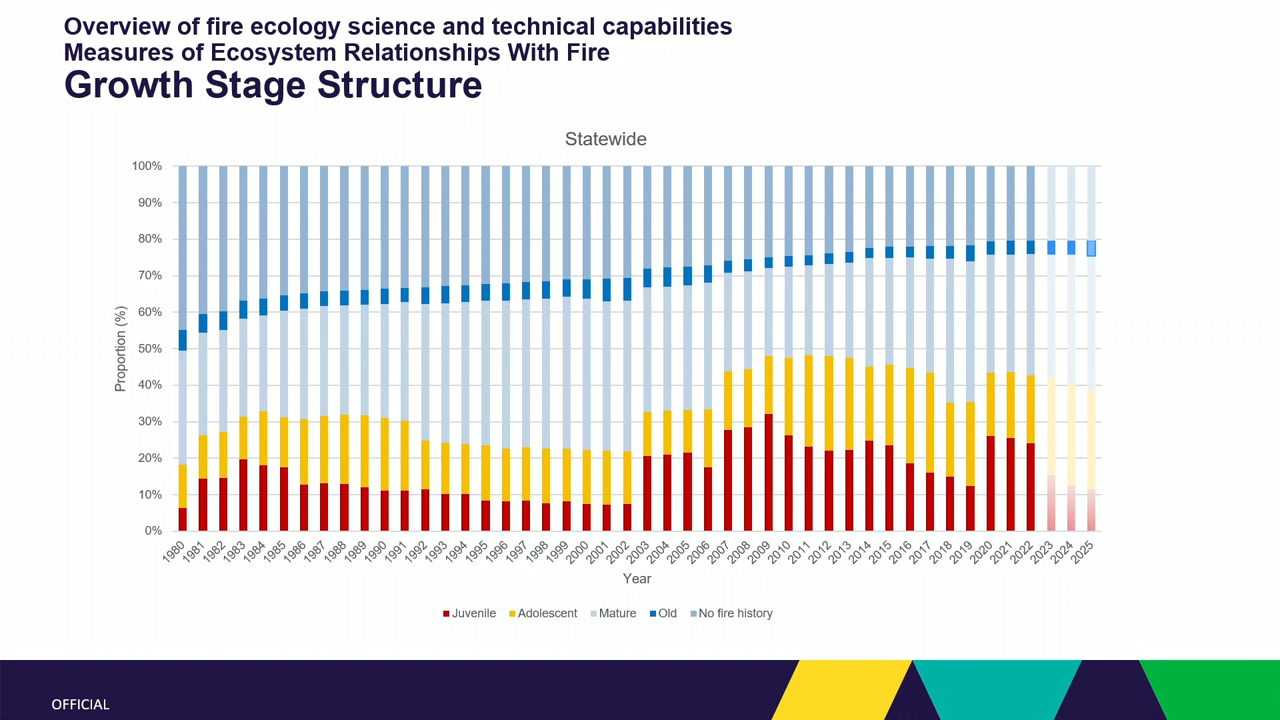 Overview of fire ecology science and technical capabilities
Measures of Ecosystem Relationships With Fire
Growth Stage Structure
Statewide
100%
90%
80%
70%
60%
50%
40%
30%
20%
10%
0%
Proportion (%)
1980 1981 1982 1983 1984 1985 1986 1987 1988 1989 1990 1991 1992 1993 1994 1995 1996 1997 1998 1999 2000 2001 2002 2003 2004 2005 2006 2007 2008 2009 2010 2011 2012 2013 2014 2015 2016 2017 2018 2019 2020 2021 2022 2023 2024 2025
Year
Juvenile Adolescent Mature Old No fire history
OFFICIAL